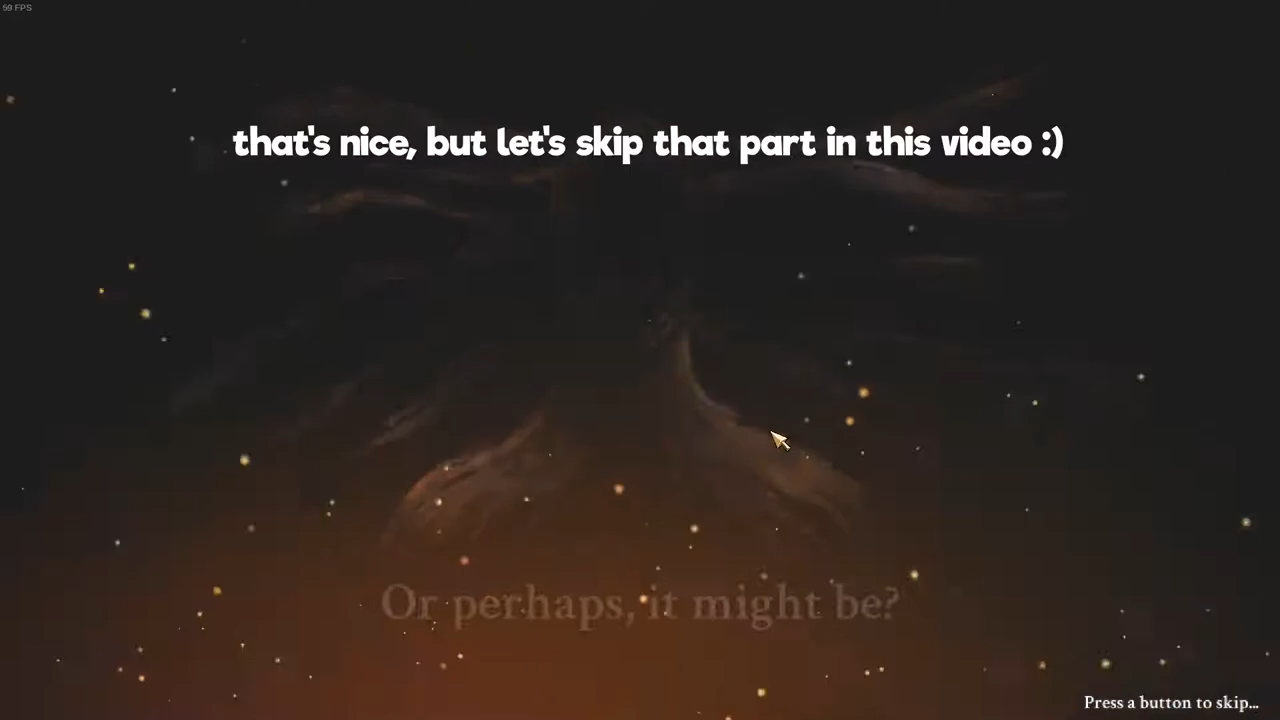 59 FPS
that's nice, but let's skip that part in this video :)
Or perhaps, it might be?
Press a button to skip...